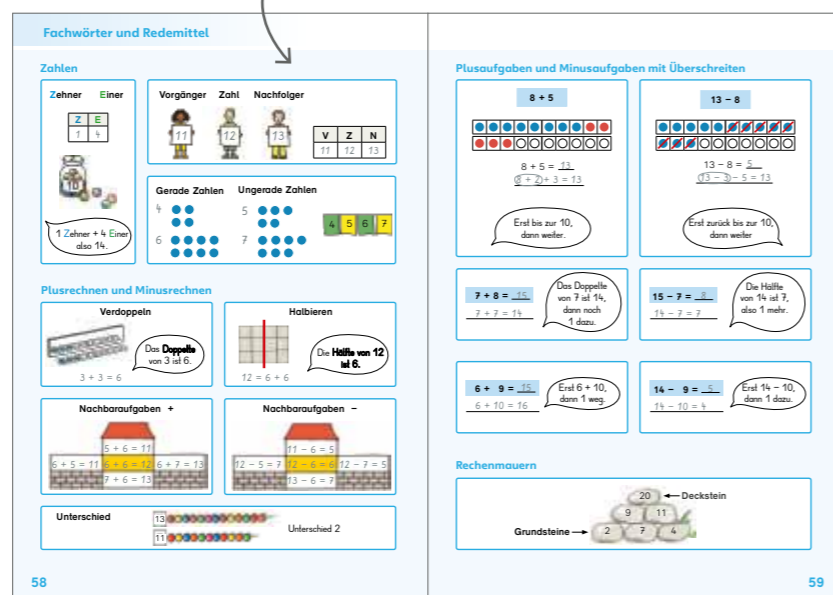 Fachwörter und Redemittel
Zahlen
Zehner Einer
Z E
1 4
10
1 Zehner + 4 Einer
also 14.
Vorgänger Zahl Nachfolger
11 12 13
V Z N
11 12 13
Gerade Zahlen Ungerade Zahlen
4 5
6 7
4 5 6 7
Plusrechnen und Minusrechnen
Verdoppeln
Das Doppelte
von 3 ist 6.
3 + 3 = 6
Halbieren
Die Hälfte von 12
ist 6.
12 = 6 + 6
Nachbaraufgaben +
5 + 6 = 11
6 + 5 = 11 6 + 6 = 12 6 + 7 = 13
7 + 6 = 13
Nachbaraufgaben −
11 − 6 = 5
12 − 5 = 7 12 − 6 = 6 12 − 7 = 5
13 − 6 = 7
Unterschied
13
11
Unterschied 2
58
Plusaufgaben und Minusaufgaben mit Überschreiten
8 + 5
8 + 5 = 13
8 + 2 + 3 = 13
Erst bis zur 10,
dann weiter.
13 − 8
13 − 8 = 5
13 − 3 − 5 = 13
Erst zurück bis zur 10,
dann weiter
7 + 8 = 15
7 + 7 = 14
Das Doppelte
von 7 ist 14,
dann noch
1 dazu.
15 − 7 = 8
14 − 7 = 7
Die Hälfte
von 14 ist 7,
also 1 mehr.
6 + 9 = 15
6 + 10 = 16
Erst 6 + 10,
dann 1 weg.
14 − 9 = 5
14 − 10 = 4
Erst 14 − 10,
dann 1 dazu.
Rechenmauern
20 Deckstein
9 11
Grundsteine 2 7 4
59